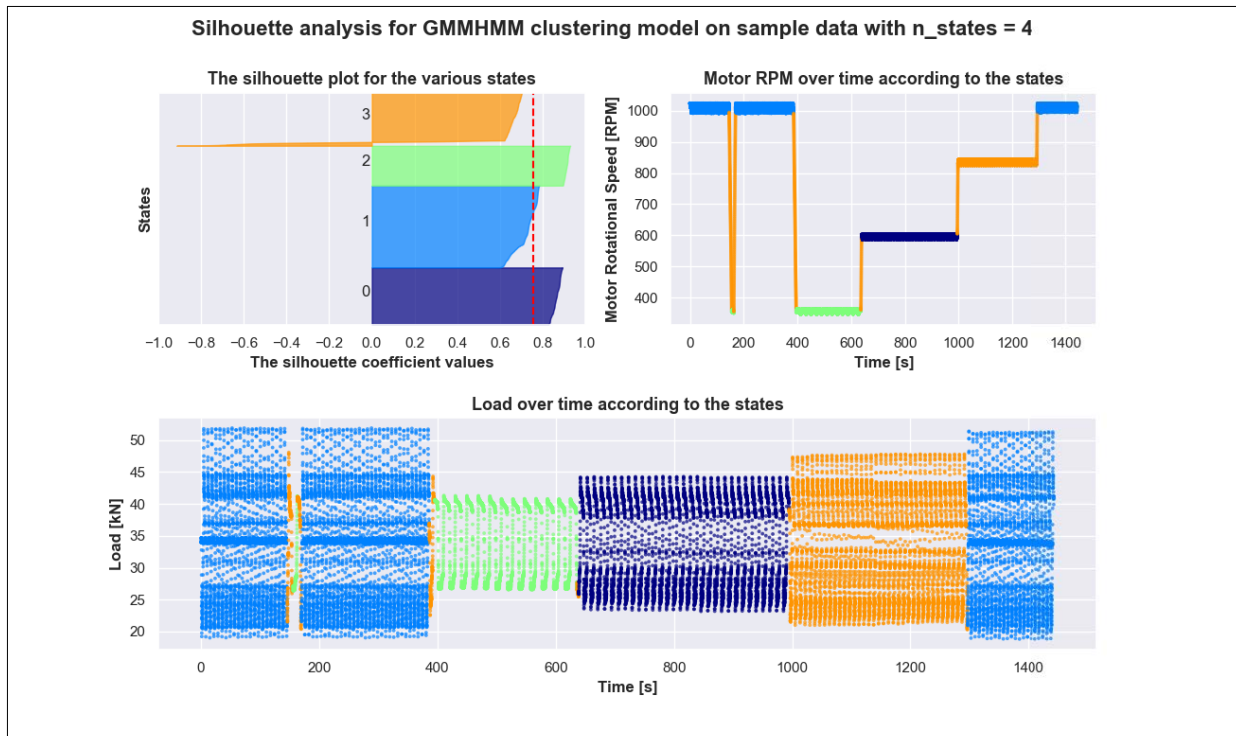 Silhouette analysis for GMMHMM clustering model on sample data with n_states = 4
The silhouette plot for the various states
3
2
1
0
States
−1.0 −0.8 −0.6 −0.4 −0.2 0.0 0.2 0.4 0.6 0.8 1.0
The silhouette coefficient values
Motor RPM over time according to the states
1000
900
800
700
600
500
400
Motor Rotational Speed [RPM]
0 200 400 600 800 1000 1200 1400
Time [s]
Load over time according to the states
50
45
40
35
30
25
20
Load [kN]
0 200 400 600 800 1000 1200 1400
Time [s]